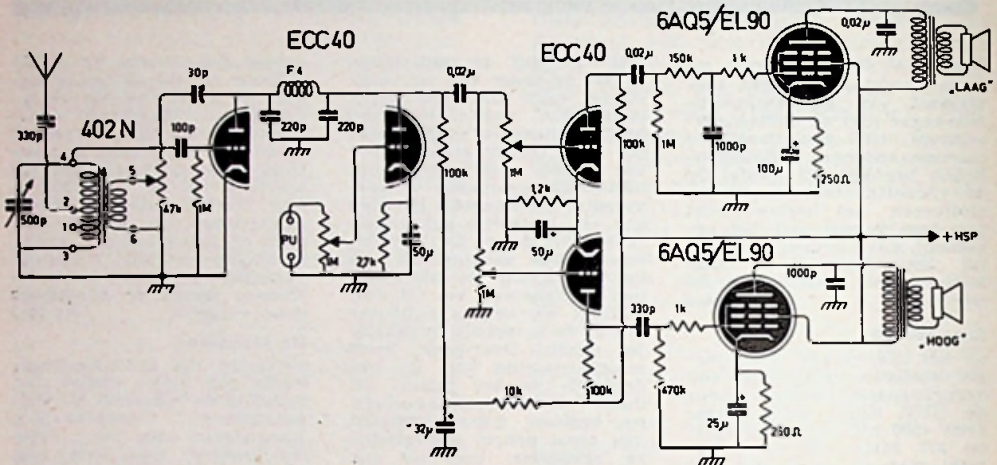 6AQ5/EL90
ECC40
ECC40
0,02µ
30p
F 4
0,02µ
0,02µ
150k
1k
„LAAG"
330p
402N
100p
220p
220p
100k
1M
100k
1M
1000p
100µ
+
250Ω
4
5
2
1
3
6
500p
47k
1M
PU
1M
27k
+
50µ
1,2k
+
50µ
1M
+ HSP
6AQ5/EL90
1000p
330p
1k
„HOOG"
10k
100k
470k
25µ
+
250Ω
32µ
+